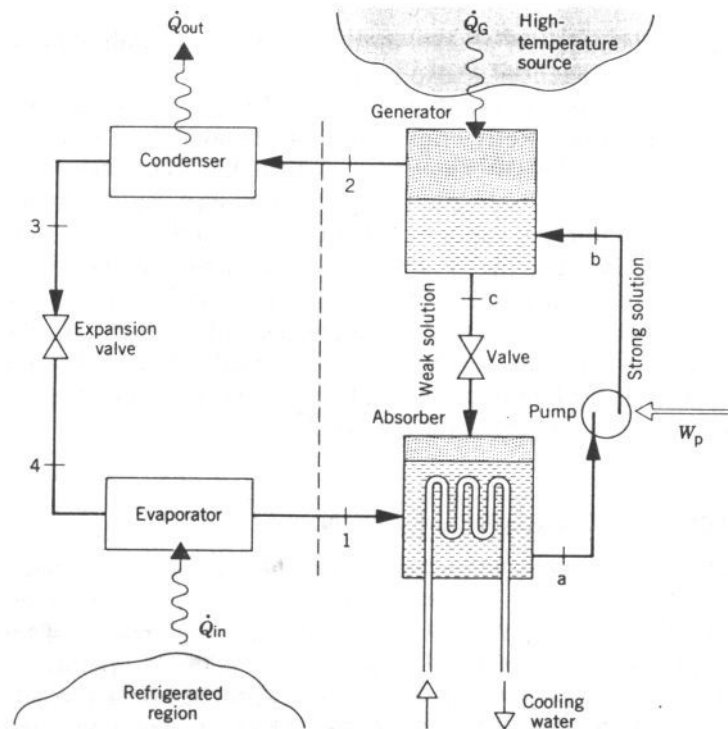 Q̇out
Q̇G
High-
temperature
source
Generator
Condenser
2
3
b
c
Expansion
valve
Weak solution
Valve
Strong solution
Absorber
Pump
Wp
4
Evaporator
1
a
Q̇in
Refrigerated
region
Cooling
water